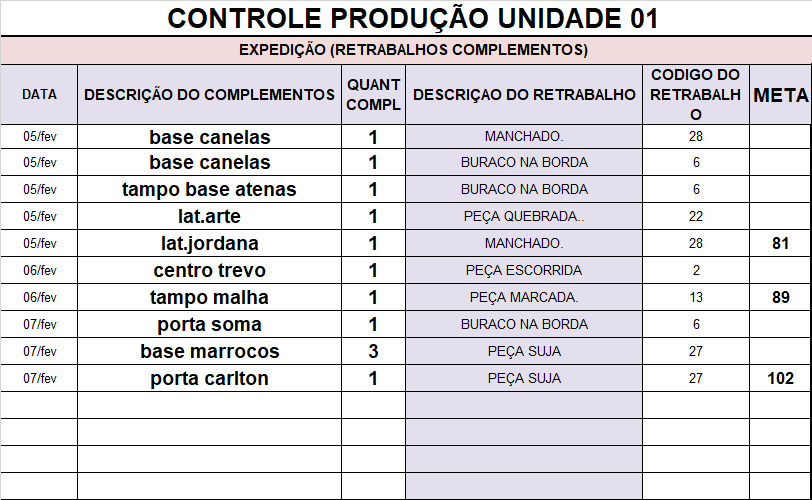 CONTROLE PRODUÇÃO UNIDADE 01
EXPEDIÇÃO (RETRABALHOS COMPLEMENTOS)
DATA DESCRIÇÃO DO COMPLEMENTOS QUANT COMPL DESCRIÇAO DO RETRABALHO CODIGO DO RETRABALHO META
05/fev base canelas 1 MANCHADO. 28
05/fev base canelas 1 BURACO NA BORDA 6
05/fev tampo base atenas 1 BURACO NA BORDA 6
05/fev lat.arte 1 PEÇA QUEBRADA.. 22
05/fev lat.jordana 1 MANCHADO. 28 81
06/fev centro trevo 1 PEÇA ESCORRIDA 2
06/fev tampo malha 1 PEÇA MARCADA. 13 89
07/fev porta soma 1 BURACO NA BORDA 6
07/fev base marrocos 3 PEÇA SUJA 27
07/fev porta carlton 1 PEÇA SUJA 27 102